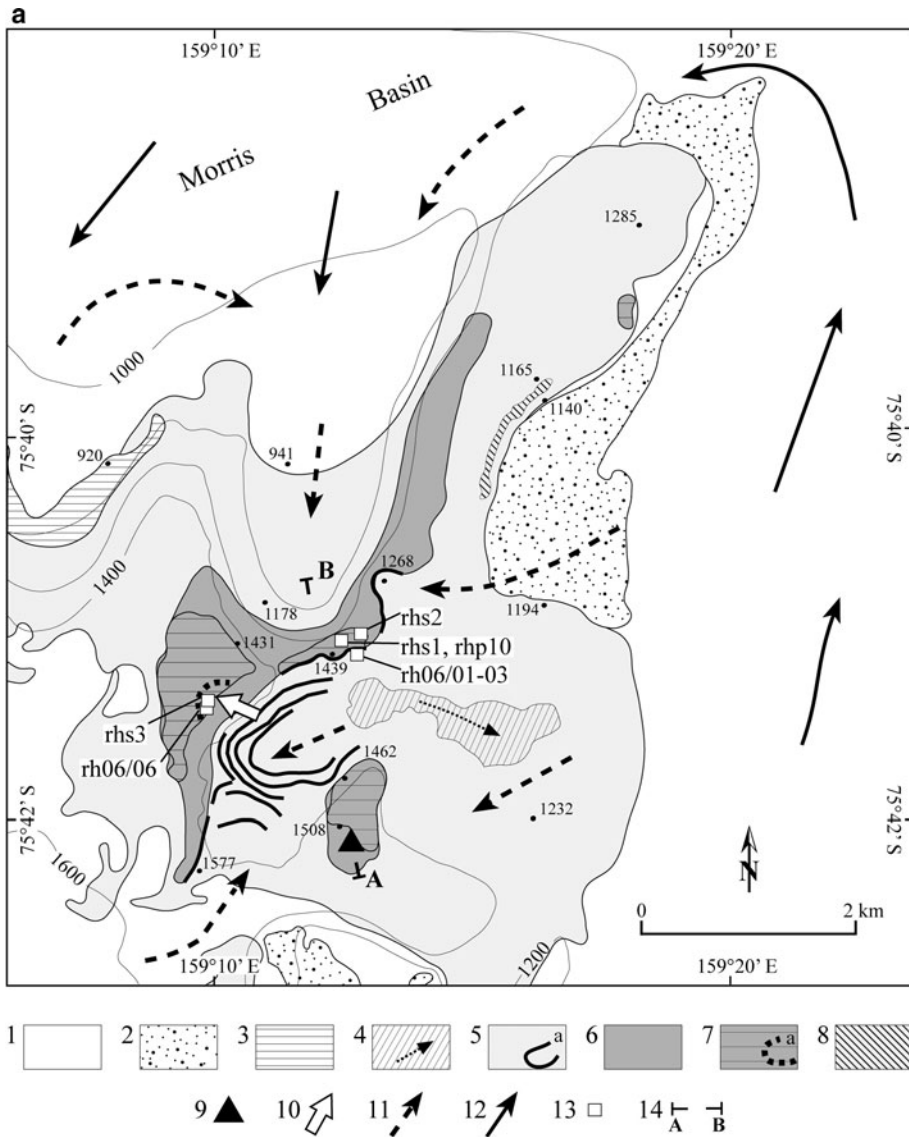 a
159°10' E
159°20' E
Basin
Morris
1285
1000
1165
1140
75°40' S
75°40' S
920
941
1400
1268
B
1194
1178
rhs2
1431
rhs1, rhp10
1439
rh06/01-03
rhs3
rh06/06
1462
1232
75°42' S
75°42' S
1508
1600
1577
A
N
0
2 km
1200
159°10' E
159°20' E
1
2
3
4
5
a
6
7
a
8
9
10
11
12
13
14
A
B